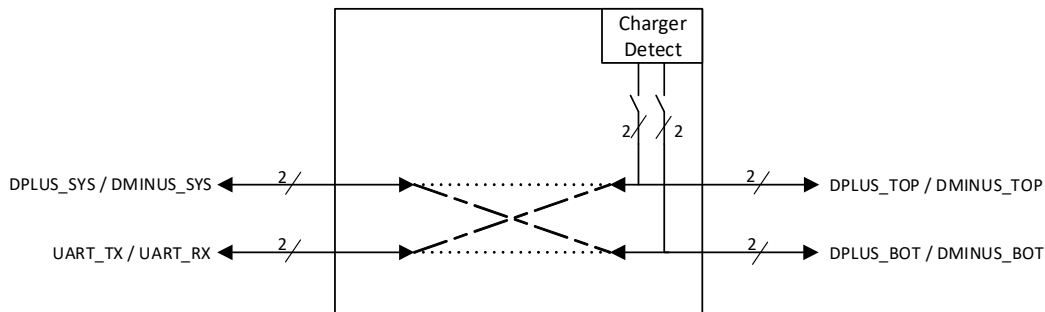 Charger
Detect
2 2
DPLUS_SYS / DMINUS_SYS 2 2 DPLUS_TOP / DMINUS_TOP
UART_TX / UART_RX 2 2 DPLUS_BOT / DMINUS_BOT